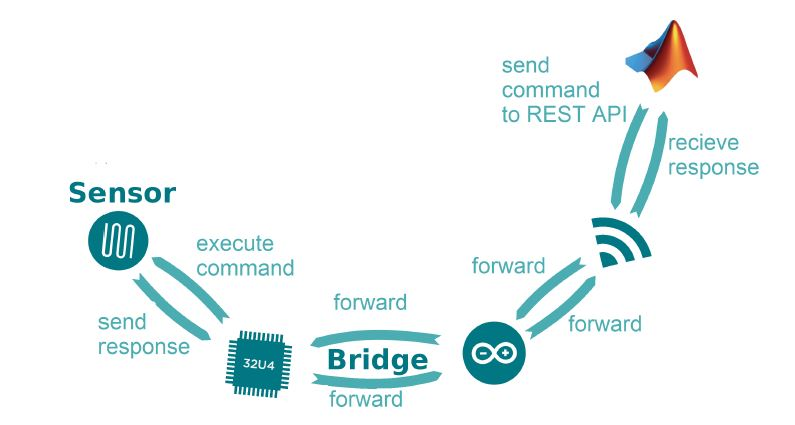 send
command
to REST API
recieve
response
Sensor
execute
command
forward
forward
send
response
forward
32U4
Bridge
forward